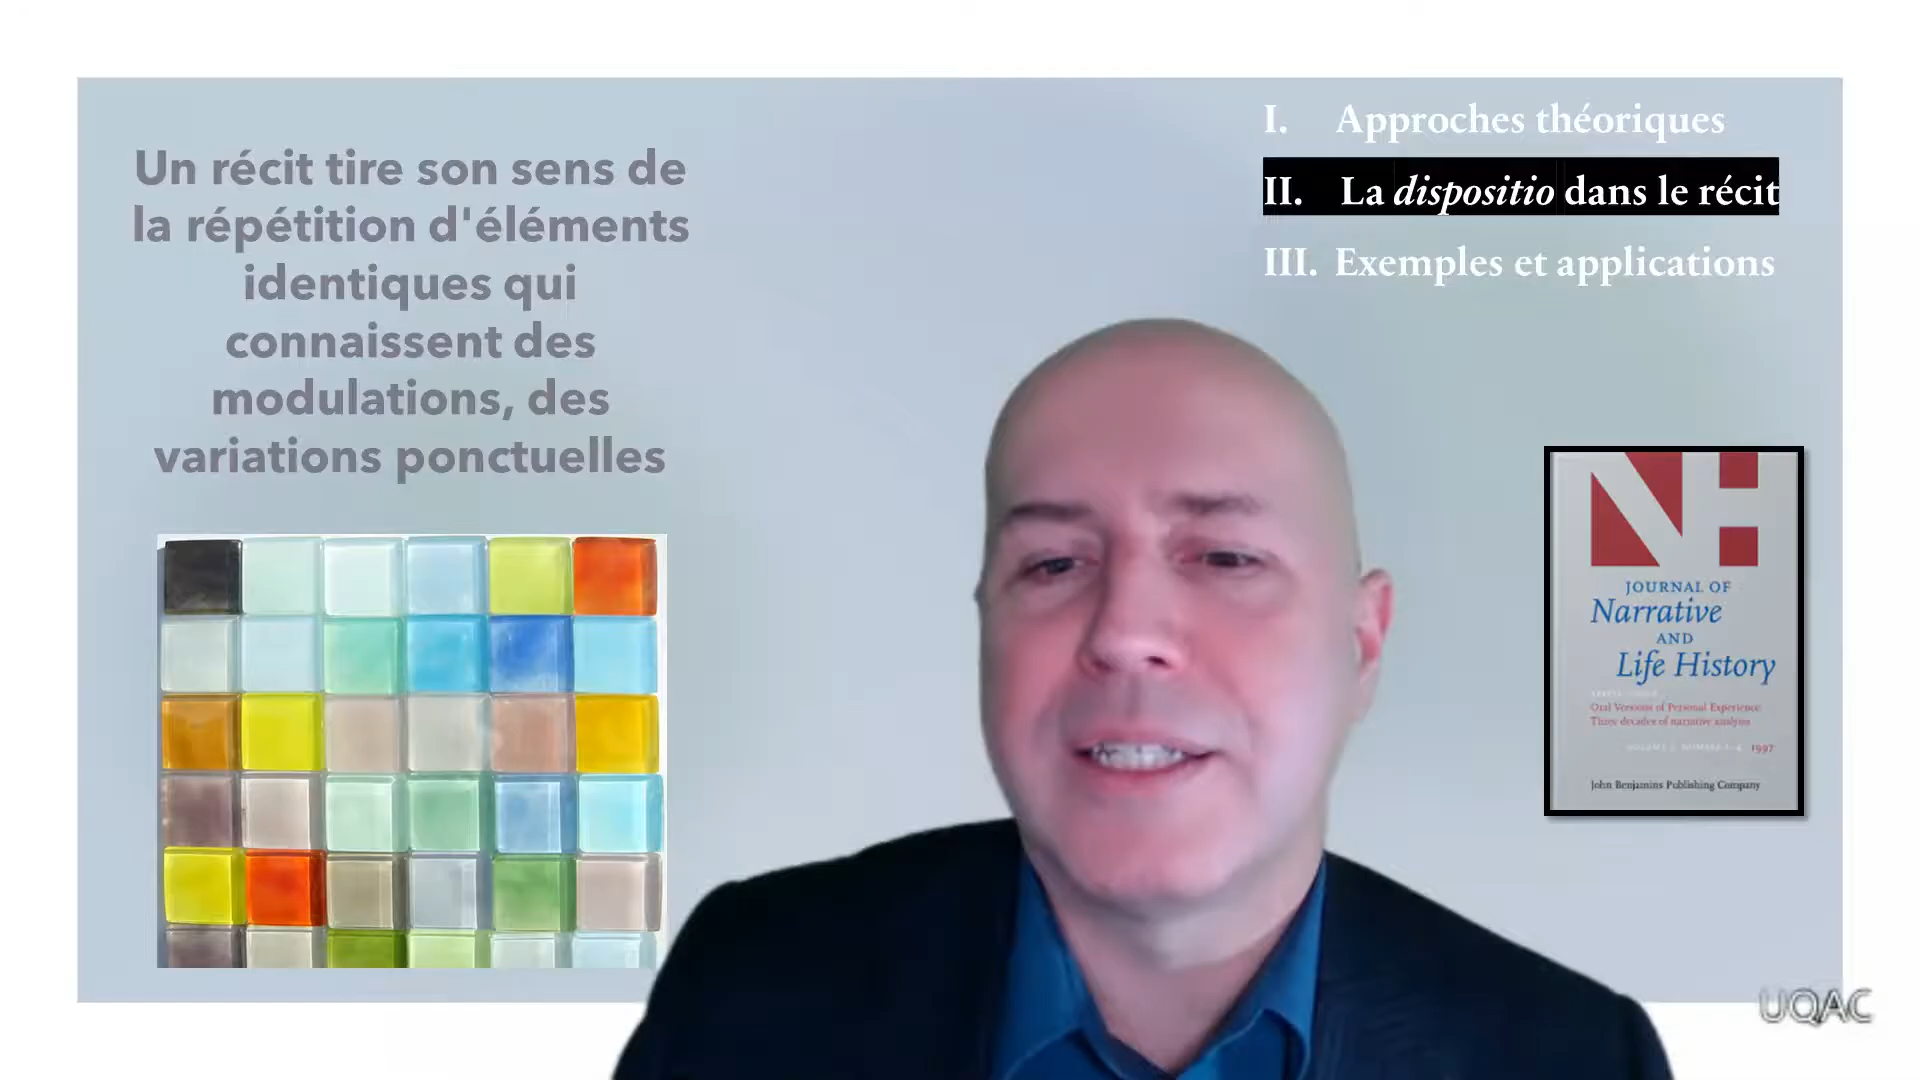 Un récit tire son sens de
la répétition d'éléments
identiques qui
connaissent des
modulations, des
variations ponctuelles
I. Approches théoriques
II. La dispositio dans le récit
III. Exemples et applications
NH
JOURNAL OF
Narrative
AND
Life History
Oral Versions of Personal Experience
Three decades of narrative analysis
1997
John Benjamins Publishing Company
UQAC